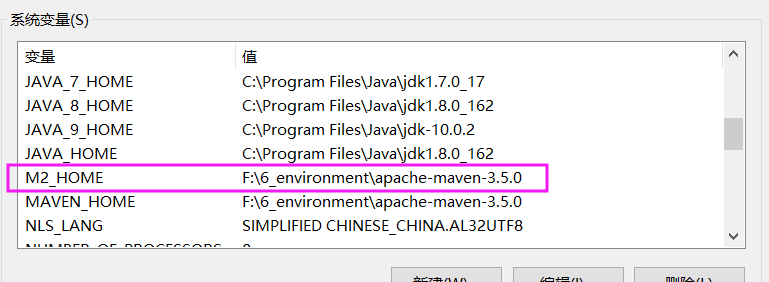 系统变量(S)
变量 值
JAVA_7_HOME C:\Program Files\Java\jdk1.7.0_17
JAVA_8_HOME C:\Program Files\Java\jdk1.8.0_162
JAVA_9_HOME C:\Program Files\Java\jdk-10.0.2
JAVA_HOME C:\Program Files\Java\jdk1.8.0_162
M2_HOME F:\6_environment\apache-maven-3.5.0
MAVEN_HOME F:\6_environment\apache-maven-3.5.0
NLS_LANG SIMPLIFIED CHINESE_CHINA.AL32UTF8
NUMBER_OF_PROCESSORS 8
新建(W)... 编辑(I)... 删除(L)